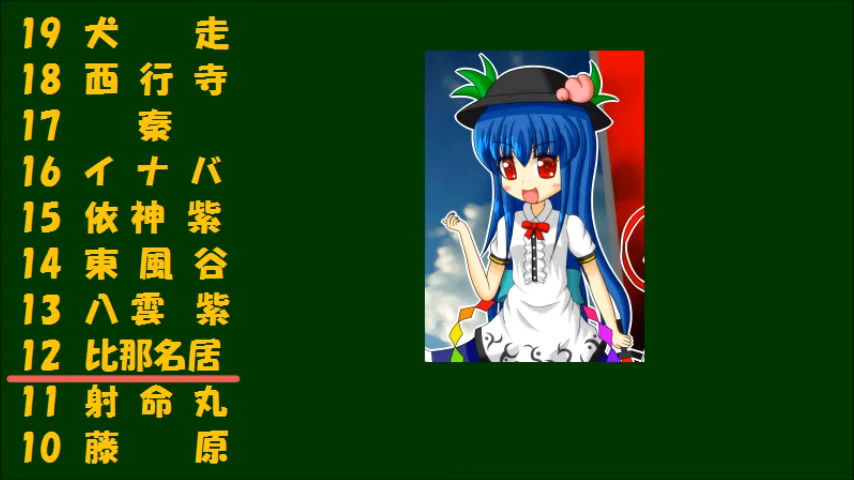 19 犬 走
18 西 行 寺
17 秦
16 イ ナ バ
15 依 神 紫
14 東 風 谷
13 八 雲 紫
12 比那名居
11 射 命 丸
10 藤 原